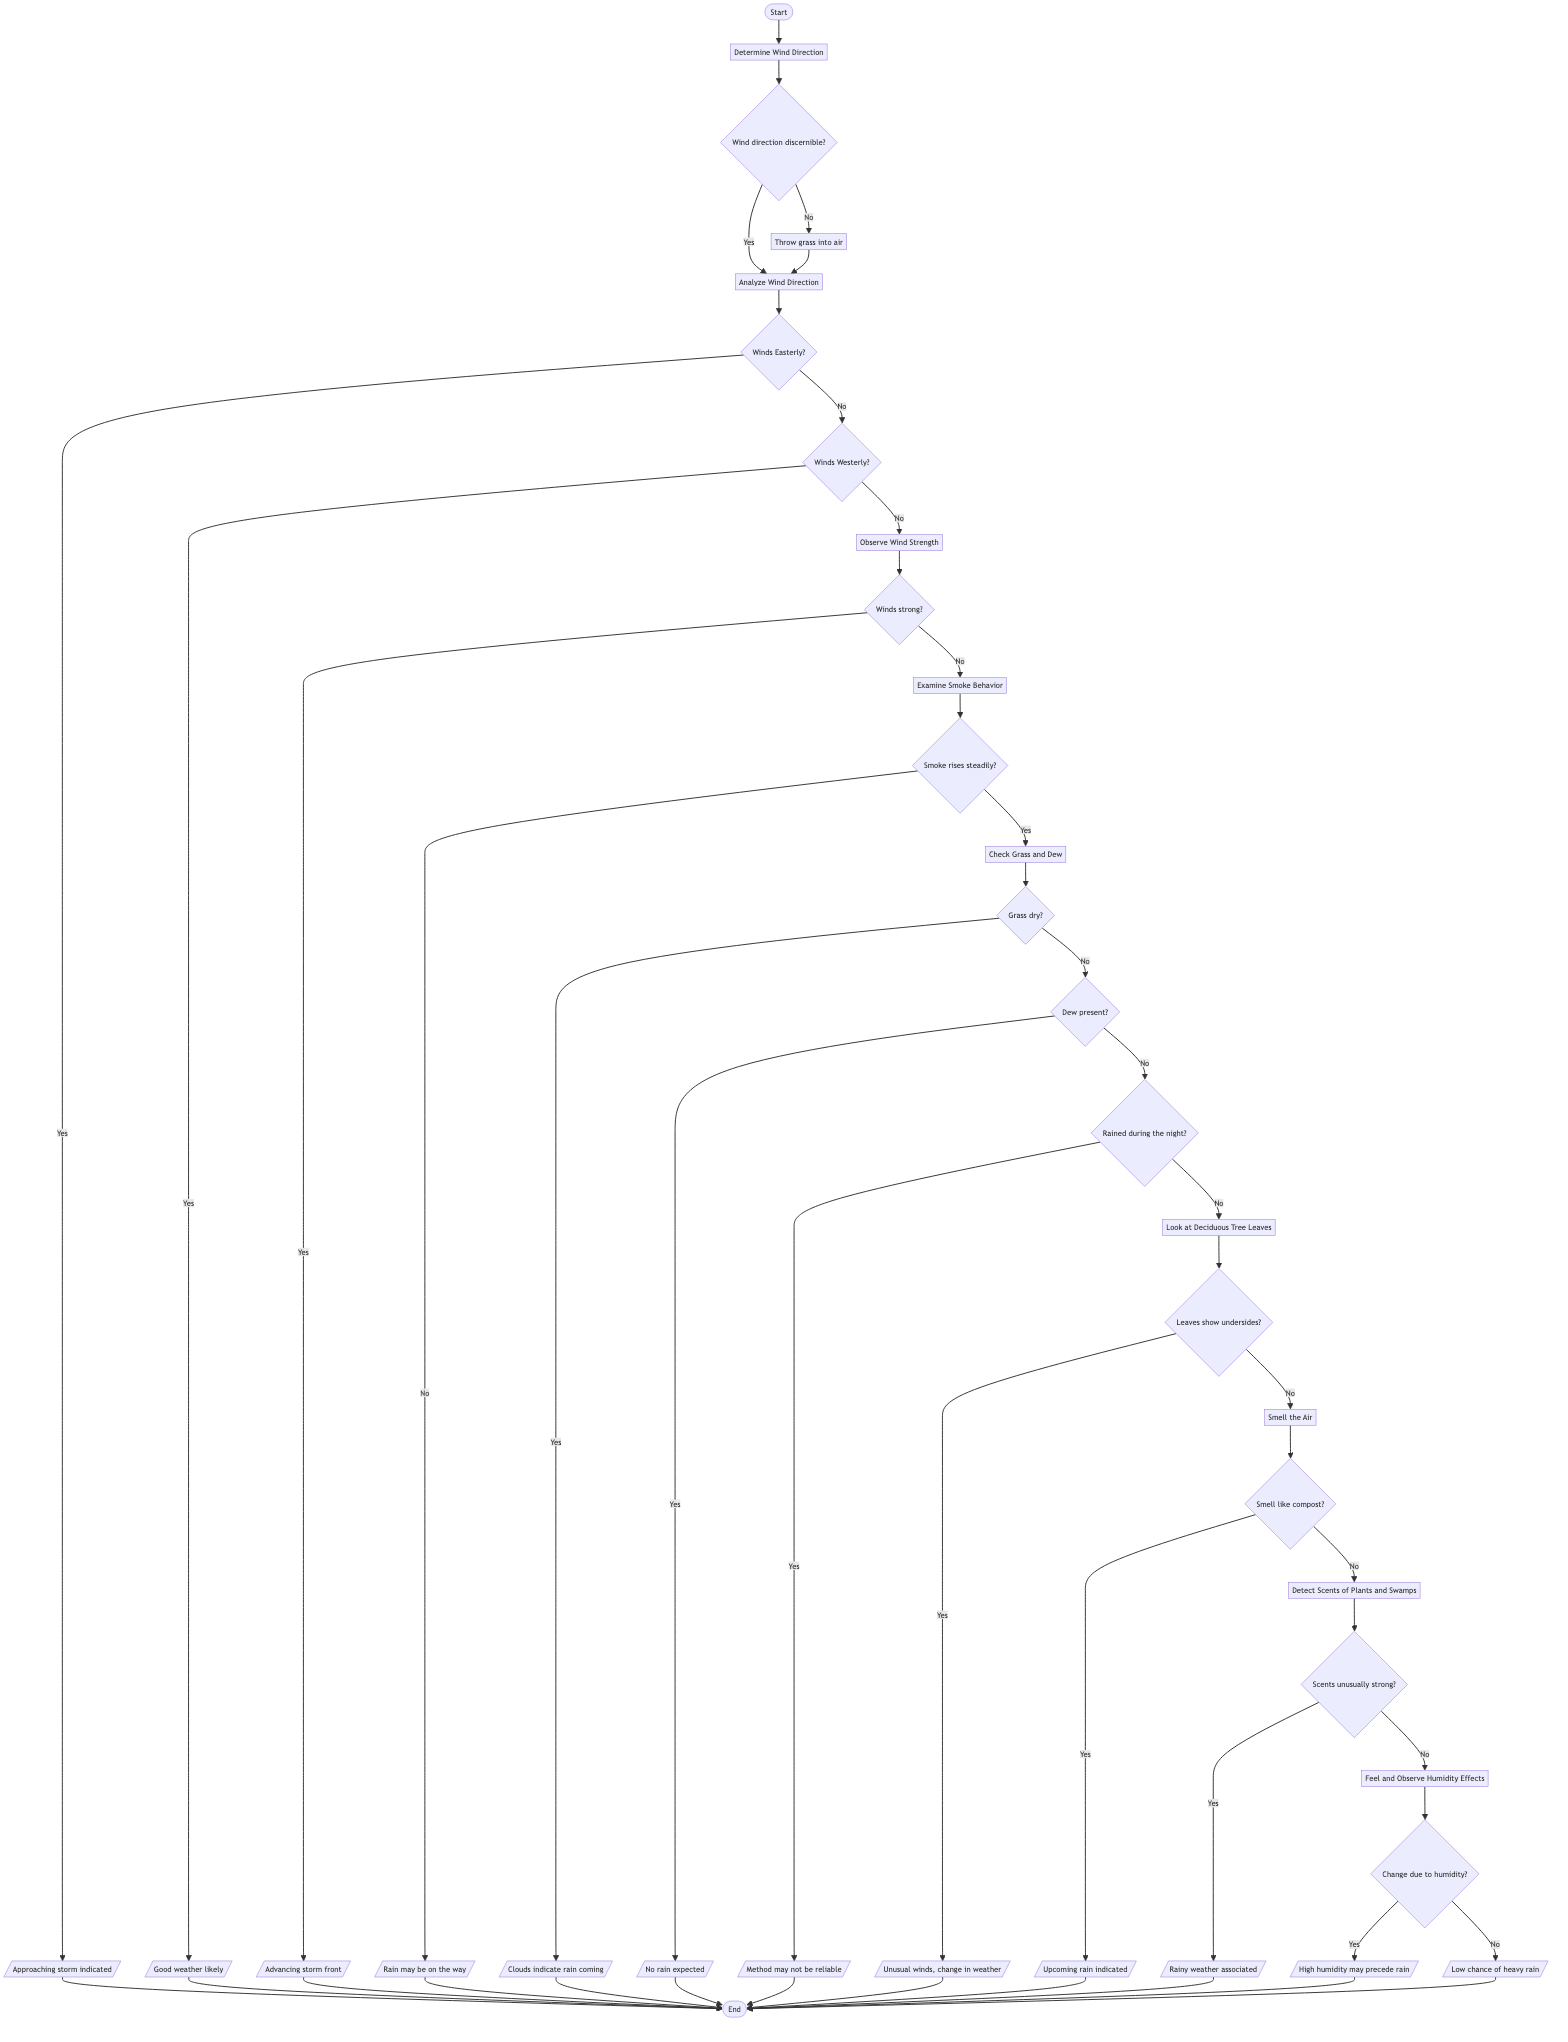 Start
Determine Wind Direction
Wind direction discernible?
No
Yes
Throw grass into air
Analyze Wind Direction
Winds Easterly?
No
Winds Westerly?
No
Observe Wind Strength
Winds strong?
No
Examine Smoke Behavior
Smoke rises steadily?
Yes
Check Grass and Dew
Grass dry?
No
Dew present?
No
Yes
Rained during the night?
Yes
No
Look at Deciduous Tree Leaves
Yes
Leaves show undersides?
No
No
Smell the Air
Yes
Smell like compost?
Yes
No
Yes
Detect Scents of Plants and Swamps
Yes
Scents unusually strong?
Yes
No
Feel and Observe Humidity Effects
Yes
Change due to humidity?
Yes
No
Approaching storm indicated
Good weather likely
Advancing storm front
Rain may be on the way
Clouds indicate rain coming
No rain expected
Method may not be reliable
Unusual winds, change in weather
Upcoming rain indicated
Rainy weather associated
High humidity may precede rain
Low chance of heavy rain
End